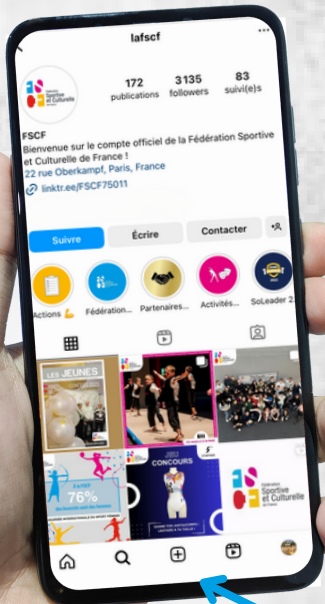 lafscf
172 3135 83
publications followers suivi(e)s
FSCF
Bienvenue sur le compte officiel de la Fédération Sportive
et Culturelle de France !
22 rue Oberkampf, Paris, France
linktr.ee/FSCF75011
Suivre Écrire Contacter
Actions Fédération... Partenaires... Activités... SoLeader 2
LES JEUNES
76%
CONCOURS
Fédération
Sportive
et Culturelle
de France